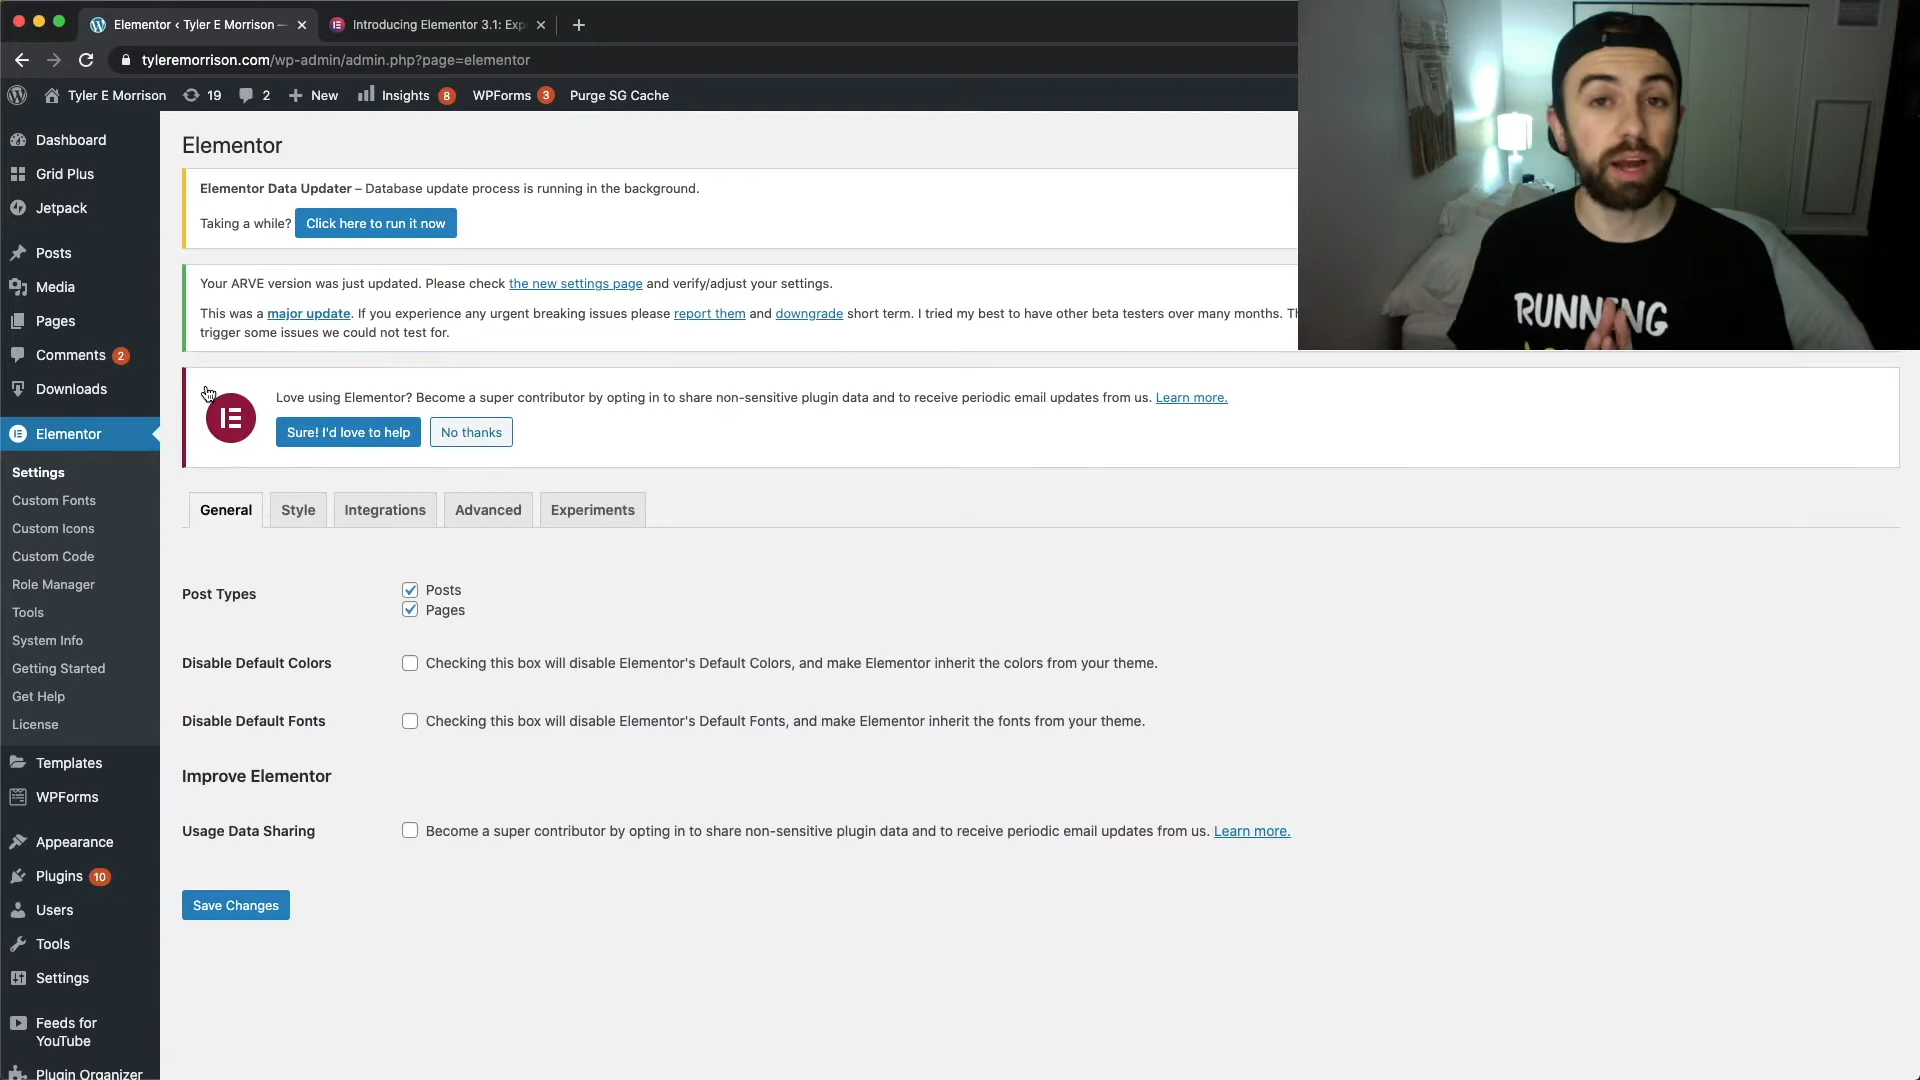 Elementor ‹ Tyler E Morrison —
Introducing Elementor 3.1: Exp
tyleremorrison.com/wp-admin/admin.php?page=elementor
Tyler E Morrison 19 2 New Insights 8 WPForms 3 Purge SG Cache
Dashboard
Grid Plus
Jetpack
Posts
Media
Pages
Comments 2
Downloads
Elementor
Settings
Custom Fonts
Custom Icons
Custom Code
Role Manager
Tools
System Info
Getting Started
Get Help
License
Templates
WPForms
Appearance
Plugins 10
Users
Tools
Settings
Feeds for
YouTube
Plugin Organizer
Elementor
Elementor Data Updater – Database update process is running in the background.
Taking a while? Click here to run it now
Your ARVE version was just updated. Please check the new settings page and verify/adjust your settings.
This was a major update. If you experience any urgent breaking issues please report them and downgrade short term. I tried my best to have other beta testers over many months.
trigger some issues we could not test for.
Love using Elementor? Become a super contributor by opting in to share non-sensitive plugin data and to receive periodic email updates from us. Learn more.
Sure! I'd love to help No thanks
General Style Integrations Advanced Experiments
Post Types
Posts
Pages
Disable Default Colors Checking this box will disable Elementor's Default Colors, and make Elementor inherit the colors from your theme.
Disable Default Fonts Checking this box will disable Elementor's Default Fonts, and make Elementor inherit the fonts from your theme.
Improve Elementor
Usage Data Sharing Become a super contributor by opting in to share non-sensitive plugin data and to receive periodic email updates from us. Learn more.
Save Changes
RUNNING